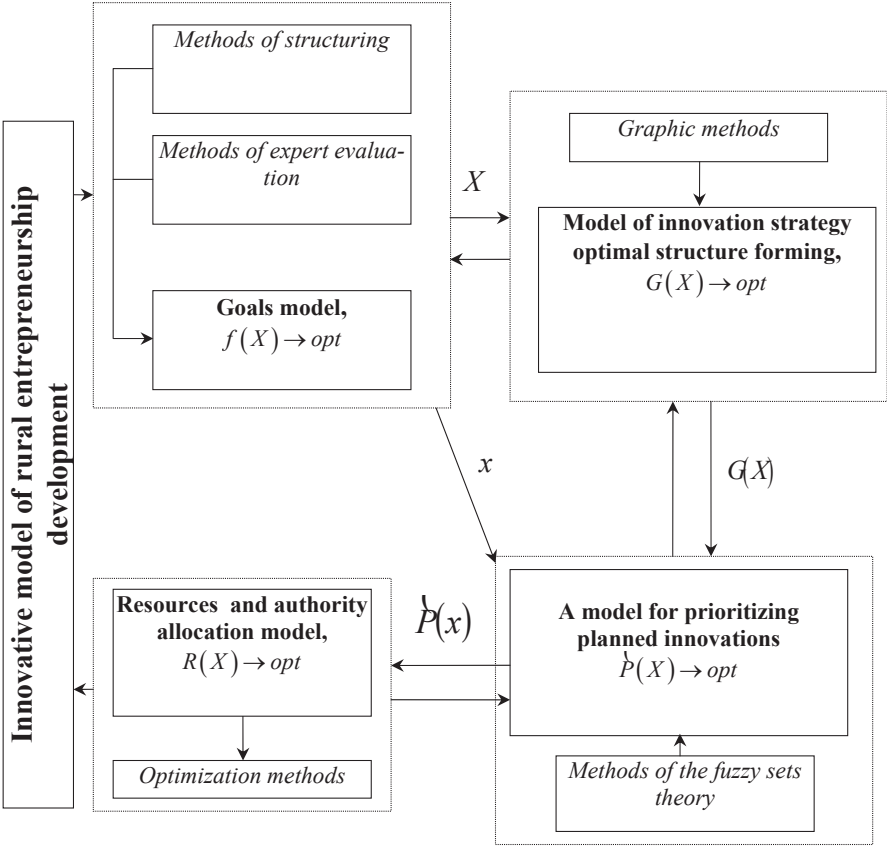 Innovative model of rural entrepreneurship
development
Methods of structuring
Methods of expert evalua-
tion
Goals model,
f(X) → opt
X
Graphic methods
Model of innovation strategy
optimal structure forming,
G(X) → opt
x
G(X)
Resources and authority
allocation model,
R(X) → opt
Optimization methods
P̀(x)
A model for prioritizing
planned innovations
P̀(X) → opt
Methods of the fuzzy sets
theory